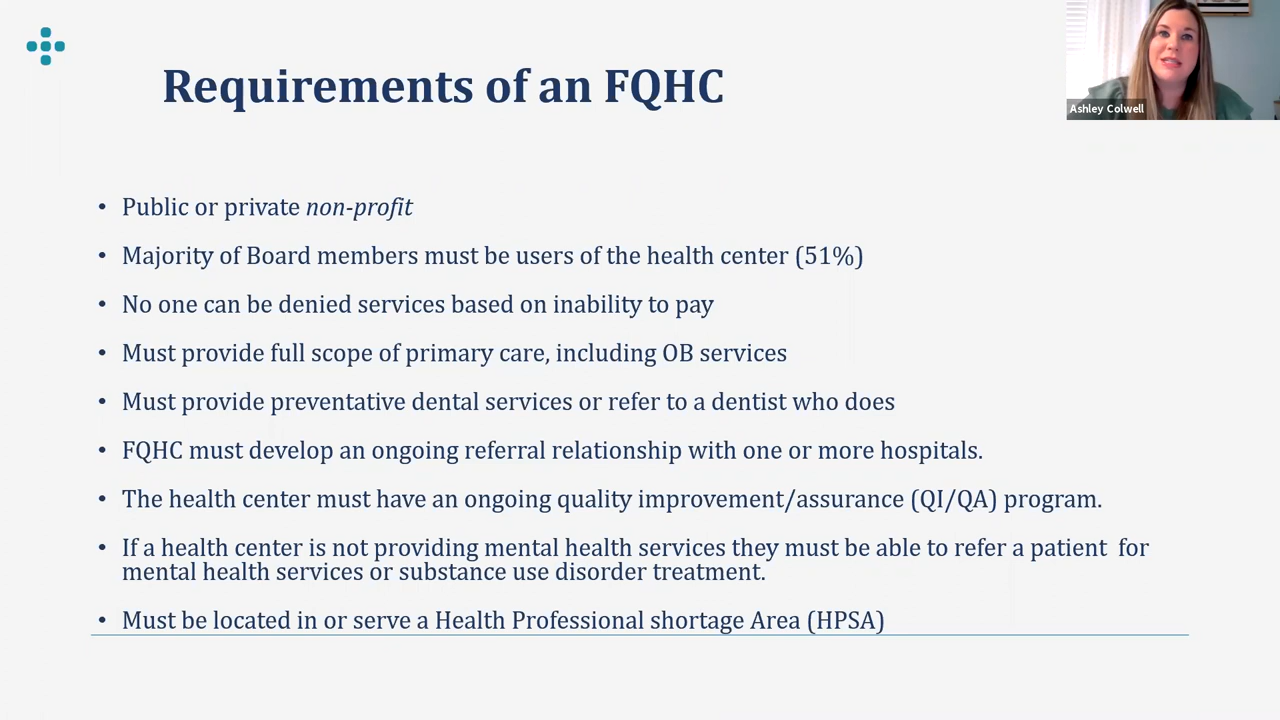 Requirements of an FQHC
Ashley Colwell
• Public or private non-profit
• Majority of Board members must be users of the health center (51%)
• No one can be denied services based on inability to pay
• Must provide full scope of primary care, including OB services
• Must provide preventative dental services or refer to a dentist who does
• FQHC must develop an ongoing referral relationship with one or more hospitals.
• The health center must have an ongoing quality improvement/assurance (QI/QA) program.
• If a health center is not providing mental health services they must be able to refer a patient  for
mental health services or substance use disorder treatment.
• Must be located in or serve a Health Professional shortage Area (HPSA)